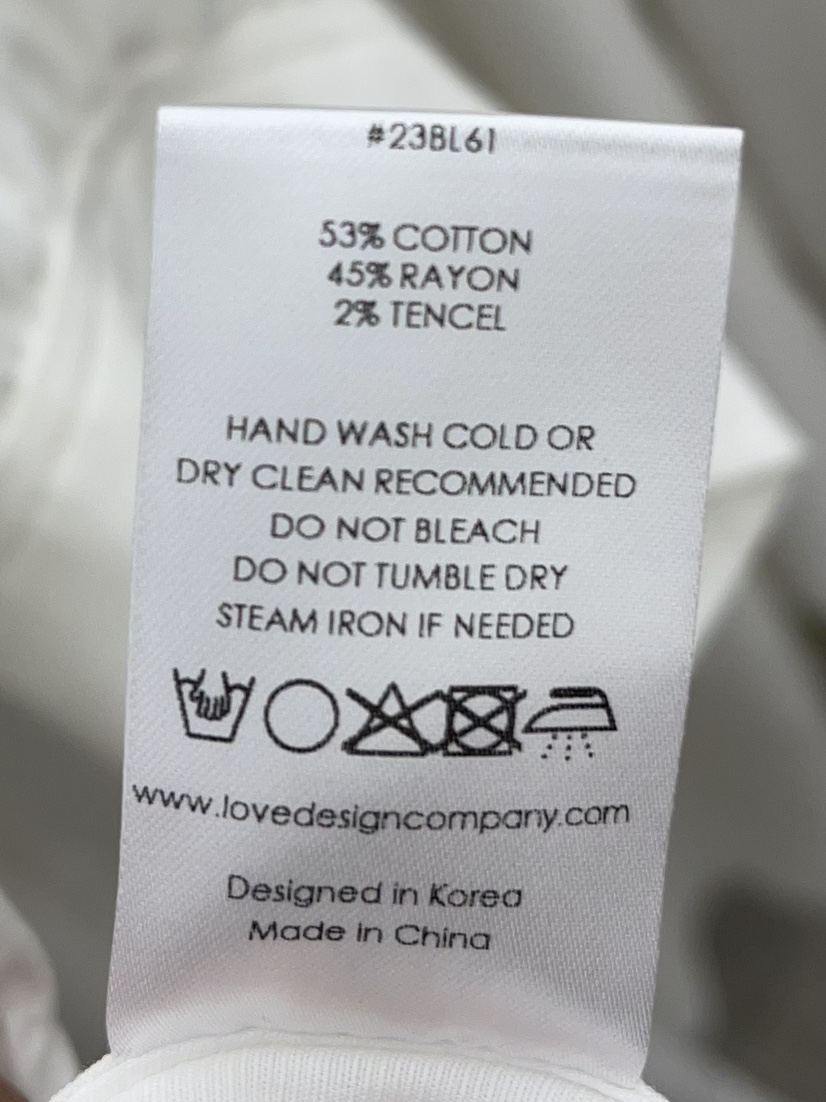 #23BL61
53% COTTON
45% RAYON
2% TENCEL
HAND WASH COLD OR
DRY CLEAN RECOMMENDED
DO NOT BLEACH
DO NOT TUMBLE DRY
STEAM IRON IF NEEDED
www.lovedesigncompany.com
Designed in Korea
Made in China